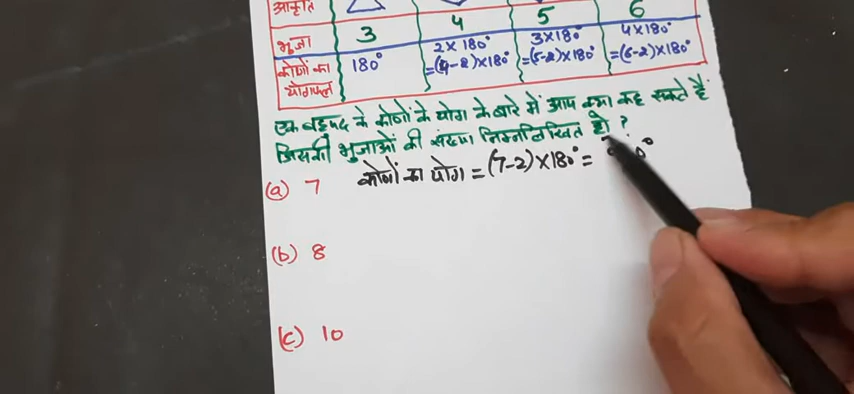 आकृति
भुजा 3 4 5 6
कोणों का योगफल 180° 2×180° =(4-2)×180° 3×180° =(5-2)×180° 4×180° =(6-2)×180°
एक बहुभुज के कोणों के योग के बारे में आप क्या कह सकते हैं
जिसकी भुजाओं की संख्या निम्नलिखित हो ?
(a) 7 कोणों का योग = (7-2)×180° =
(b) 8
(c) 10